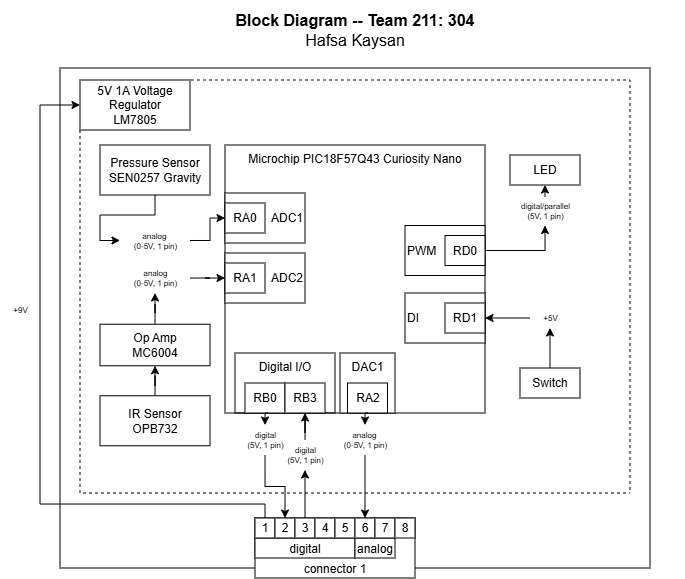 Block Diagram -- Team 211: 304
Hafsa Kaysan
5V 1A Voltage
Regulator
LM7805
Pressure Sensor
SEN0257 Gravity
Microchip PIC18F57Q43 Curiosity Nano
LED
digital/parallel
(5V, 1 pin)
RA0 ADC1
analog
(0-5V, 1 pin)
PWM RD0
analog
(0-5V, 1 pin)
RA1 ADC2
+9V
DI RD1
+5V
Op Amp
MC6004
Switch
Digital I/O
RB0 RB3
DAC1
RA2
IR Sensor
OPB732
digital
(5V, 1 pin)
digital
(5V, 1 pin)
analog
(0-5V, 1 pin)
1 2 3 4 5 6 7 8
digital analog
connector 1